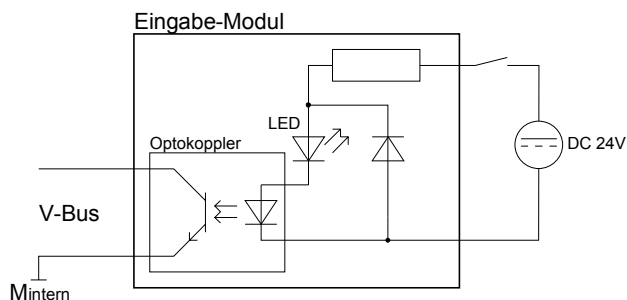 Eingabe-Modul
LED
Optokoppler
DC 24V
V-Bus
Mintern